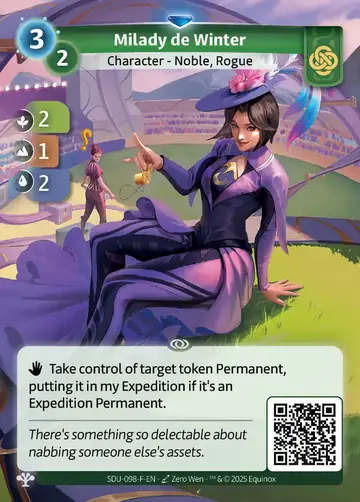 3
2
Milady de Winter
Character - Noble, Rogue
2
1
2
Take control of target token Permanent,
putting it in my Expedition if it's an
Expedition Permanent.
There's something so delectable about
nabbing someone else's assets.
SDU-098-F-EN - Zero Wen - ™ & © 2025 Equinox